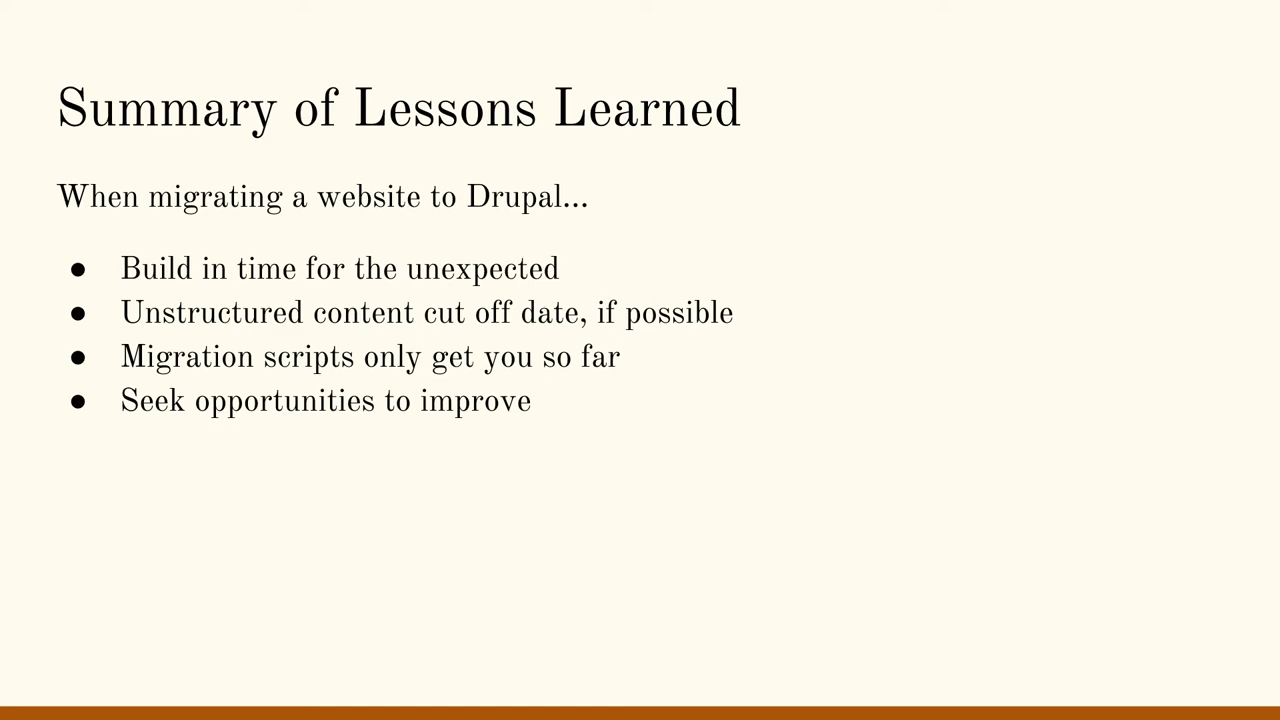 Summary of Lessons Learned
When migrating a website to Drupal...
● Build in time for the unexpected
● Unstructured content cut off date, if possible
● Migration scripts only get you so far
● Seek opportunities to improve